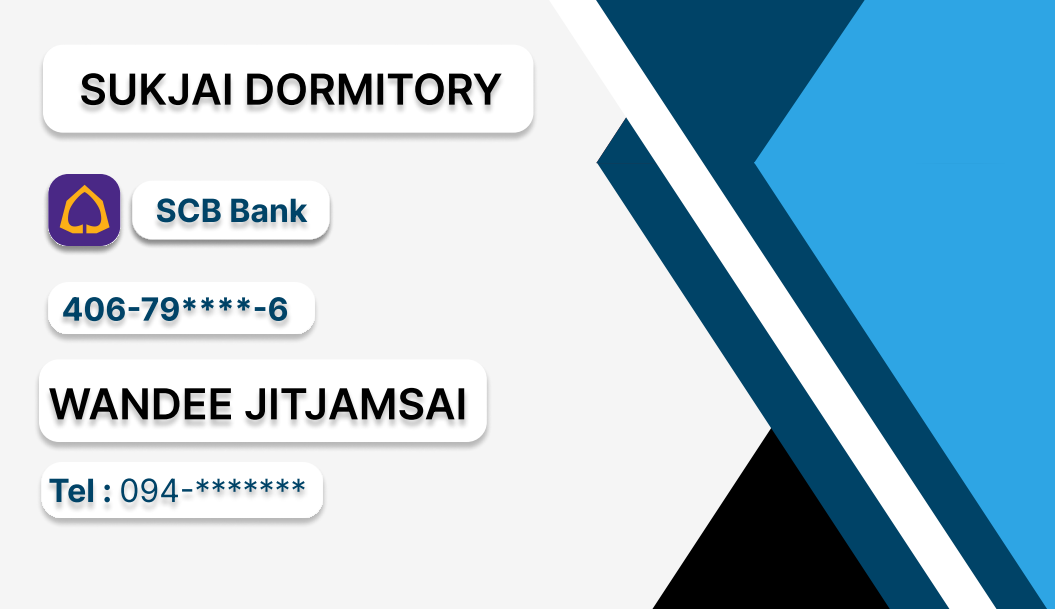 SUKJAI DORMITORY
SCB Bank
406-79****-6
WANDEE JITJAMSAI
Tel : 094-*******